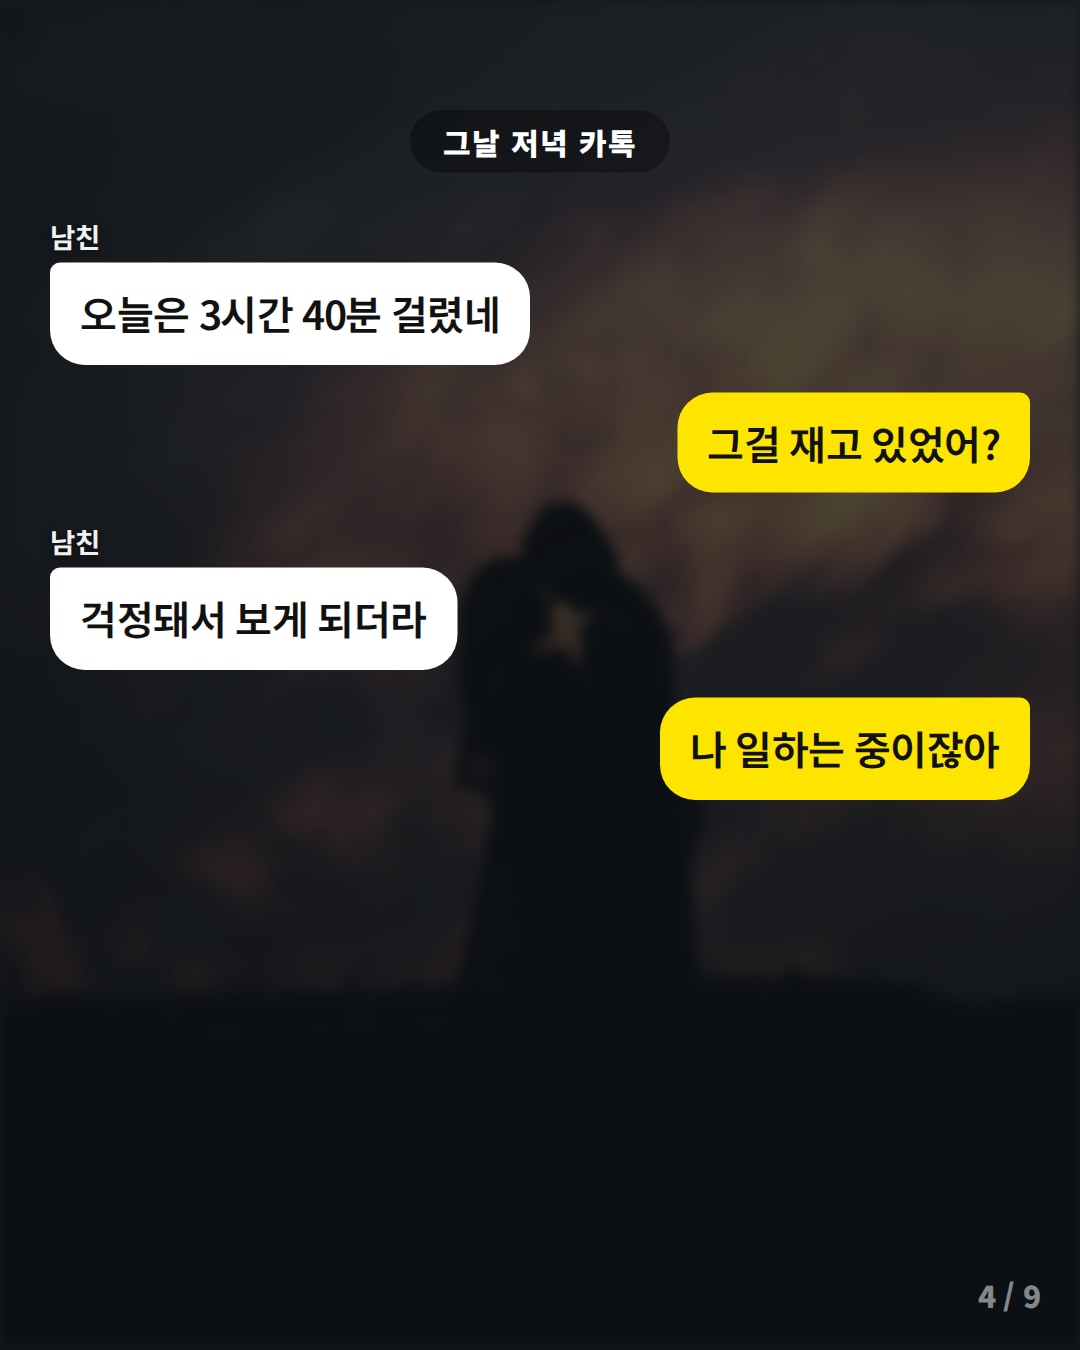 그날 저녁 카톡
남친
오늘은 3시간 40분 걸렸네
그걸 재고 있었어?
남친
걱정돼서 보게 되더라
나 일하는 중이잖아
4 / 9